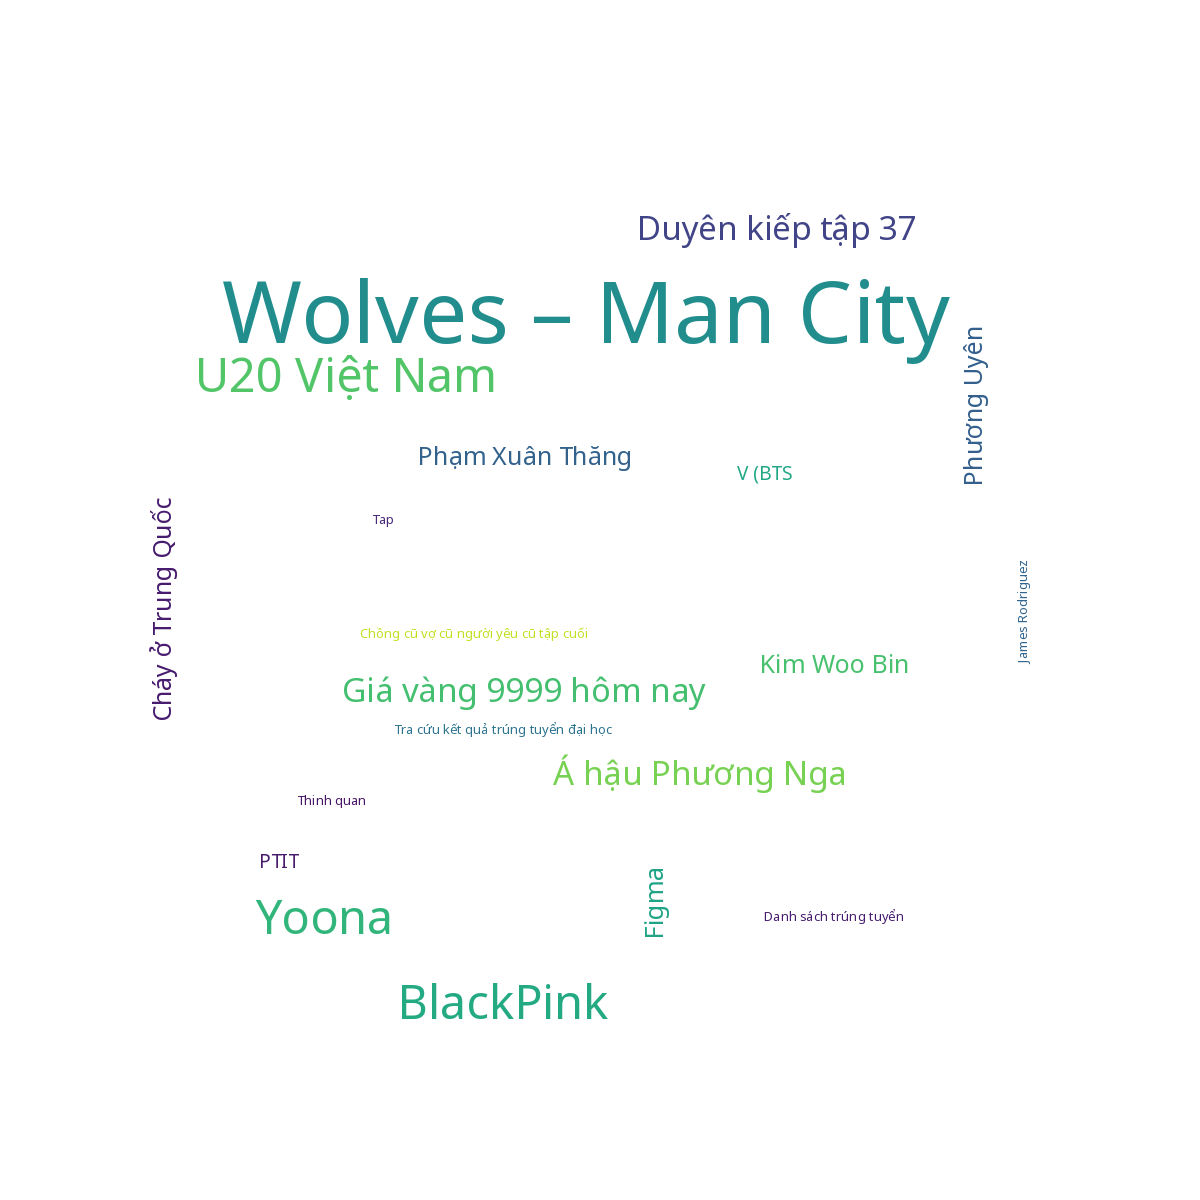 Duyên kiếp tập 37
Wolves – Man City
U20 Việt Nam
Phương Uyên
Phạm Xuân Thăng
V (BTS
Cháy ở Trung Quốc
Tap
James Rodriguez
Chồng cũ vợ cũ người yêu cũ tập cuối
Kim Woo Bin
Giá vàng 9999 hôm nay
Tra cứu kết quả trúng tuyển đại học
Á hậu Phương Nga
Thinh quan
PTIT
Figma
Yoona
Danh sách trúng tuyển
BlackPink